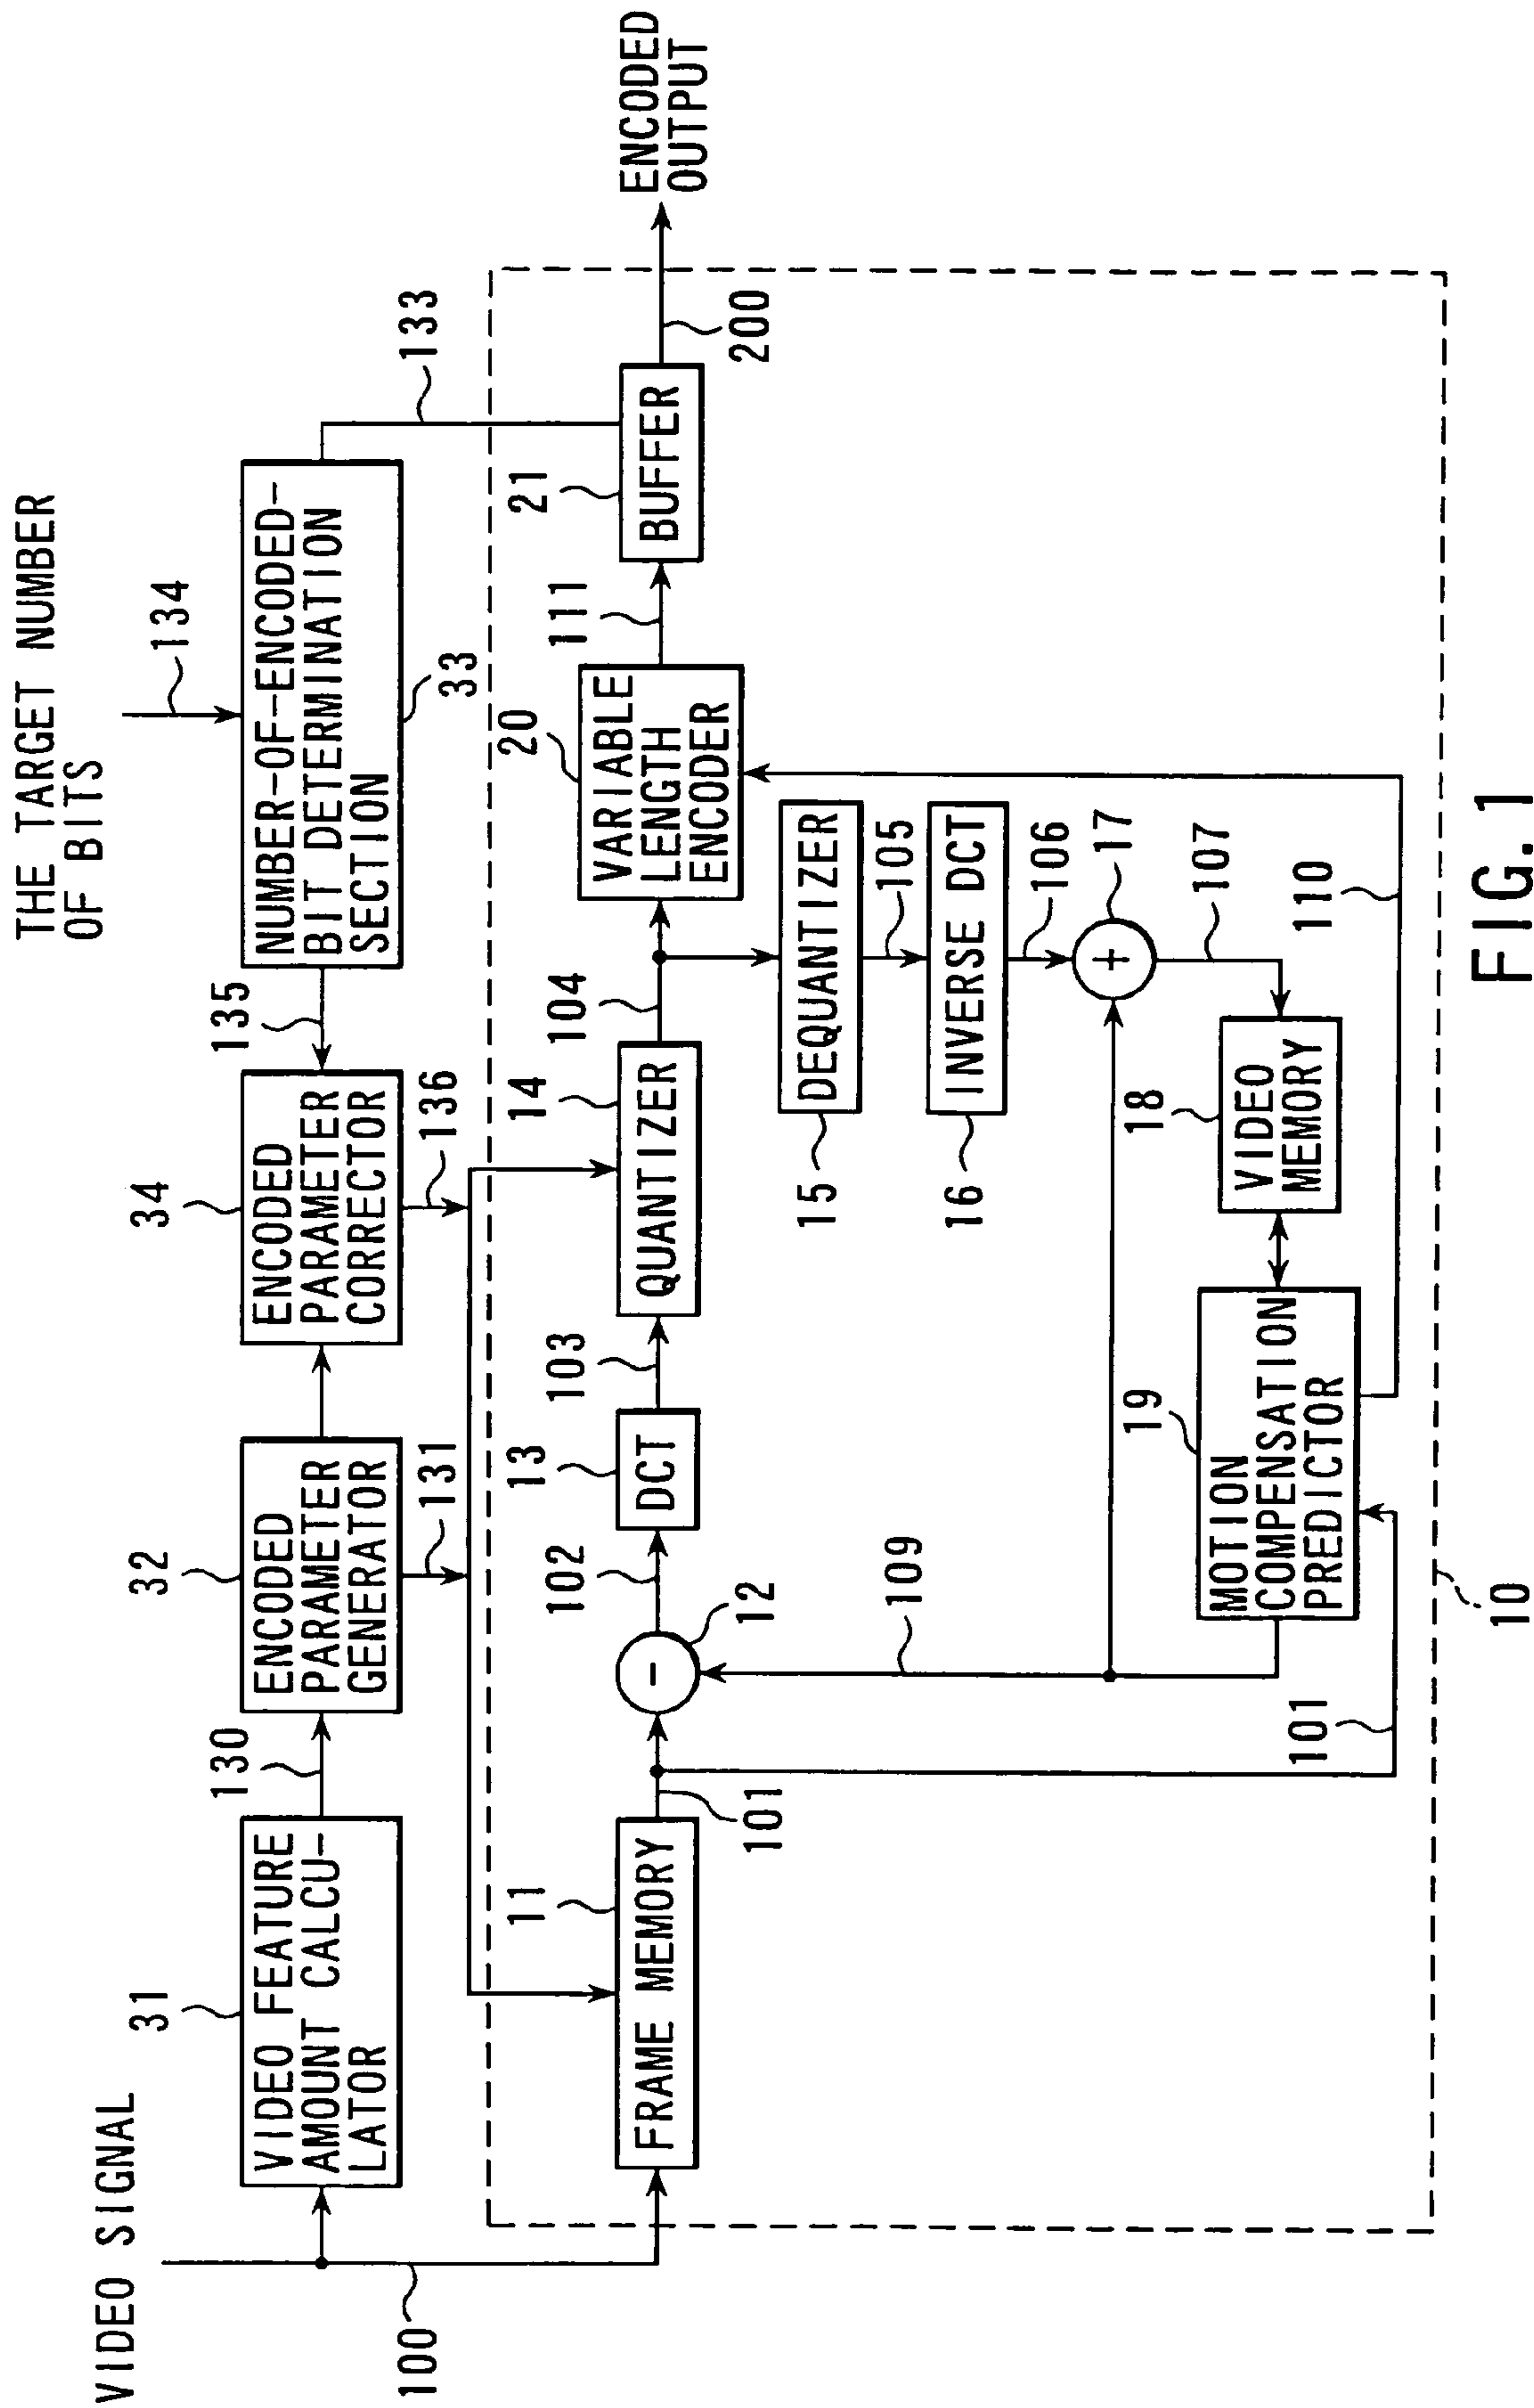 THE TARGET NUMBER
OF BITS
134
VIDEO SIGNAL
31
32
34
VIDEO FEATURE
AMOUNT CALCU-
LATOR
130
ENCODED
PARAMETER
GENERATOR
ENCODED
PARAMETER
CORRECTOR
135
NUMBER-OF-ENCODED-
BIT DETERMINATION
SECTION
133
100
131
136
33
11
FRAME MEMORY
101
12
-
102
13
DCT
103
14
QUANTIZER
104
20
VARIABLE
LENGTH
ENCODER
111
21
BUFFER
200
ENCODED
OUTPUT
15
DEQUANTIZER
105
109
16
INVERSE DCT
106
+
17
19
MOTION
COMPENSATION
PREDICTOR
18
VIDEO
MEMORY
107
101
110
10
FIG. 1